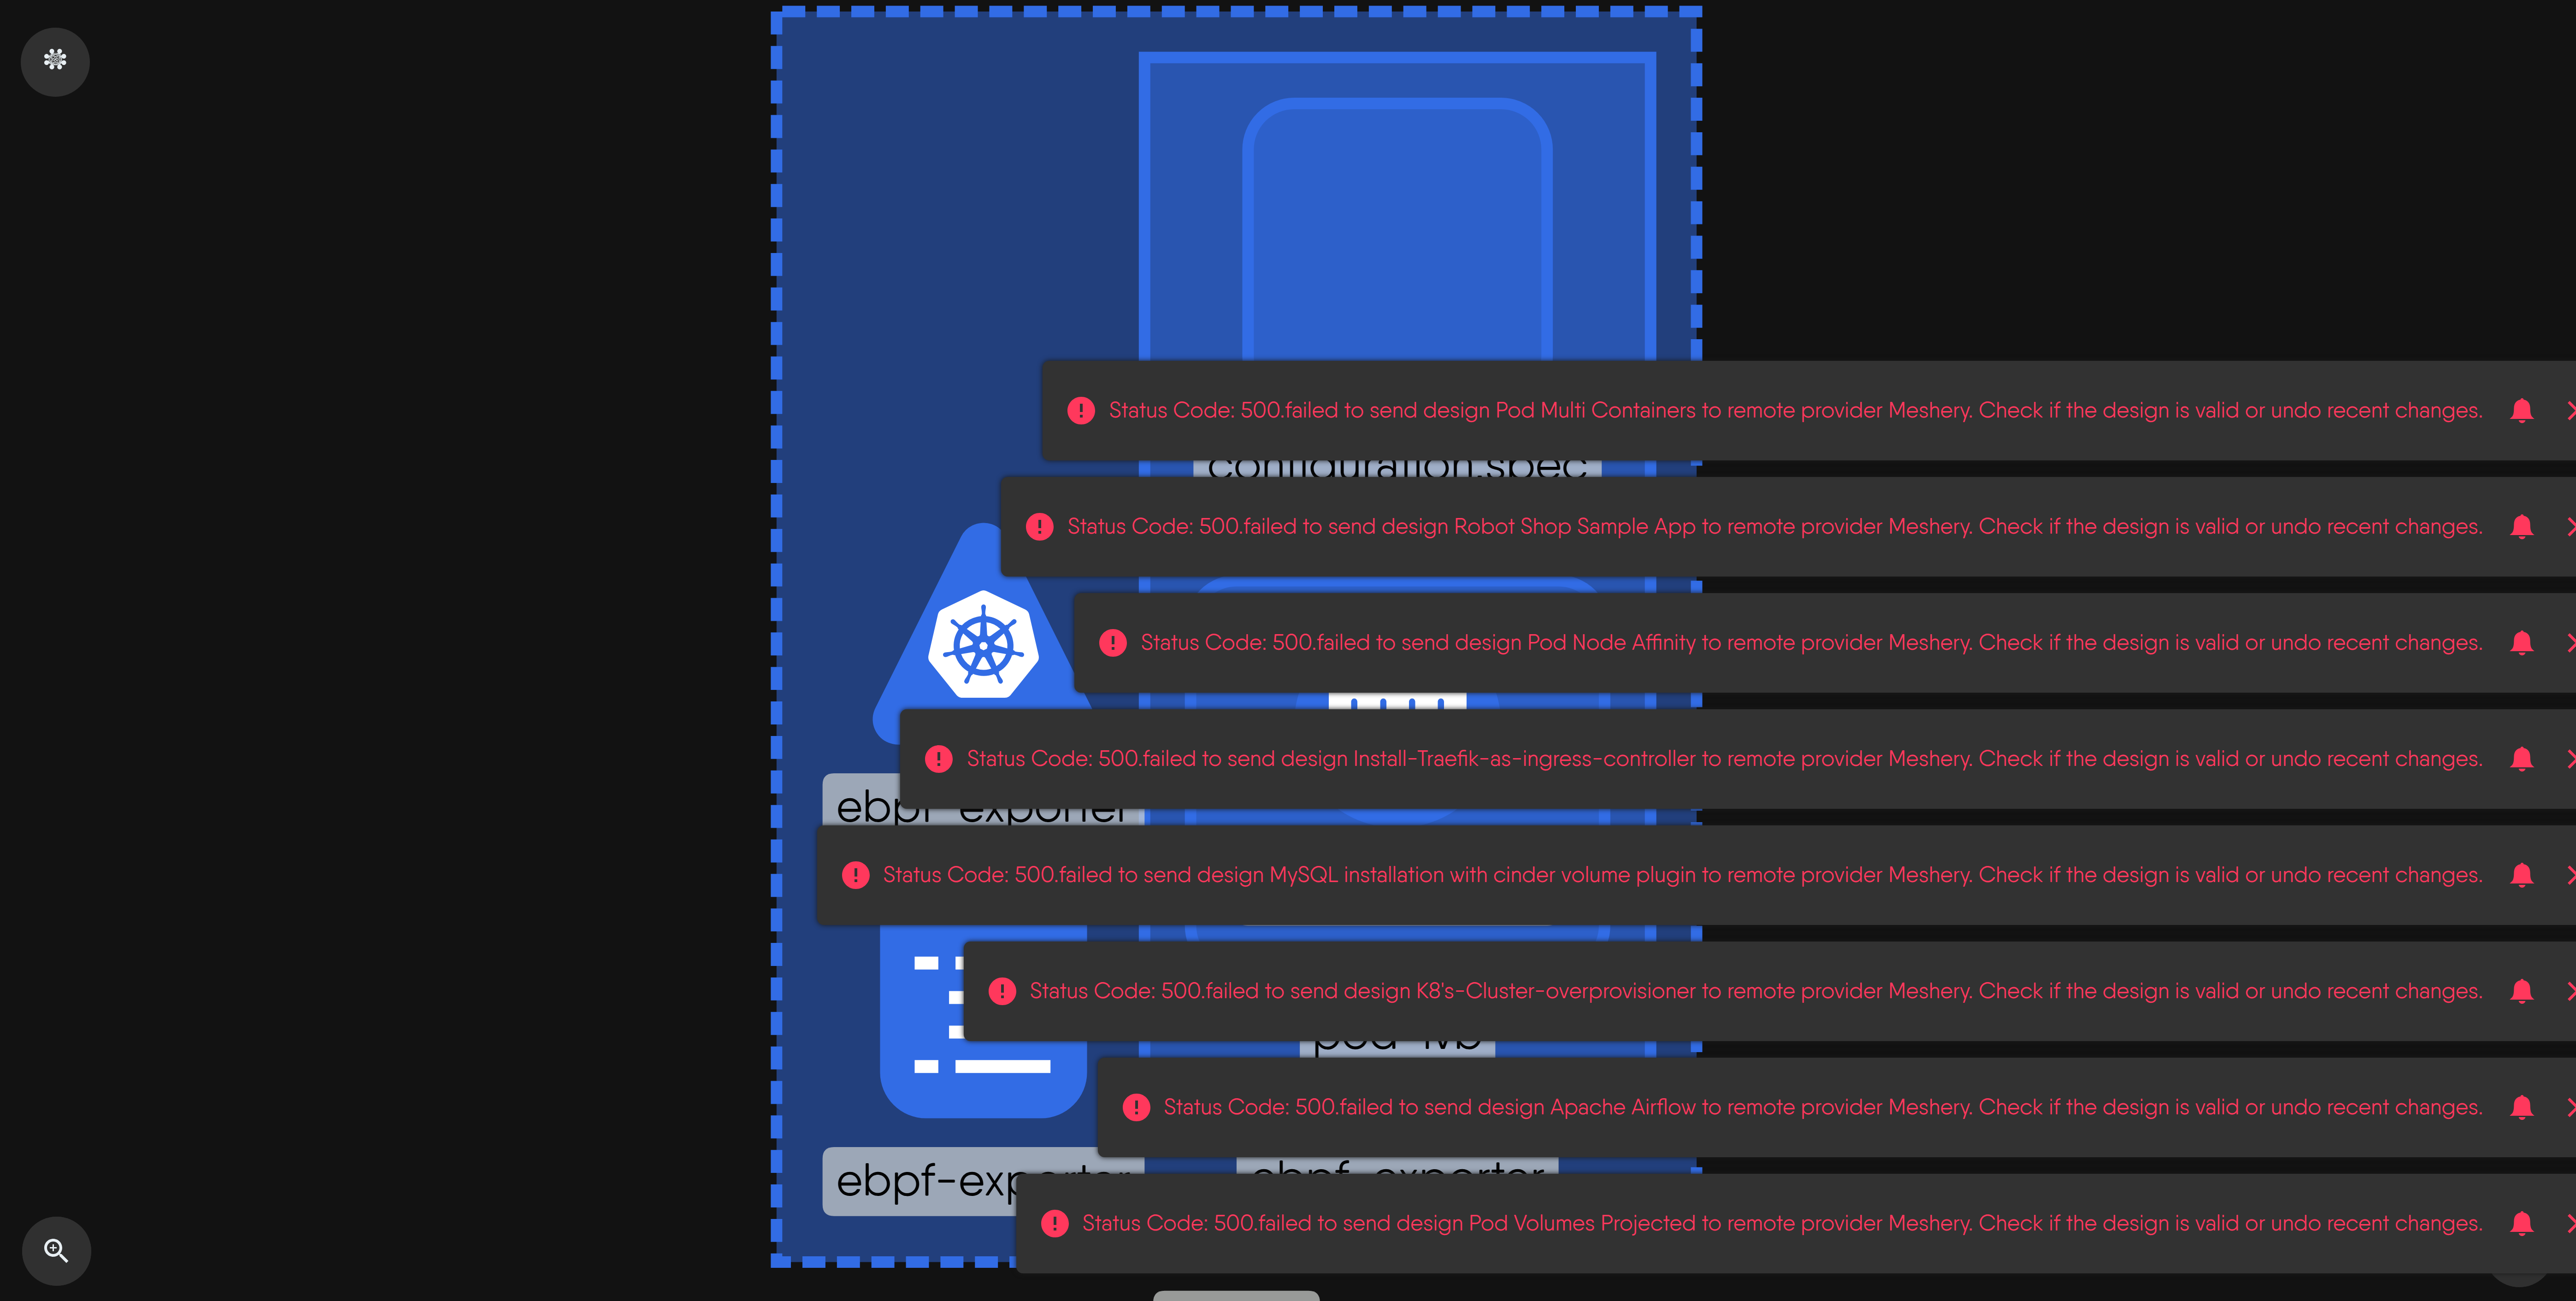 Status Code: 500.failed to send design Pod Multi Containers to remote provider Meshery. Check if the design is valid or undo recent changes.
configuration.spec
Status Code: 500.failed to send design Robot Shop Sample App to remote provider Meshery. Check if the design is valid or undo recent changes.
Status Code: 500.failed to send design Pod Node Affinity to remote provider Meshery. Check if the design is valid or undo recent changes.
Status Code: 500.failed to send design Install-Traefik-as-ingress-controller to remote provider Meshery. Check if the design is valid or undo recent changes.
ebpf-exporter
Status Code: 500.failed to send design MySQL installation with cinder volume plugin to remote provider Meshery. Check if the design is valid or undo recent changes.
Status Code: 500.failed to send design K8's-Cluster-overprovisioner to remote provider Meshery. Check if the design is valid or undo recent changes.
Status Code: 500.failed to send design Apache Airflow to remote provider Meshery. Check if the design is valid or undo recent changes.
ebpf-exporter
ebpf-exporter
Status Code: 500.failed to send design Pod Volumes Projected to remote provider Meshery. Check if the design is valid or undo recent changes.